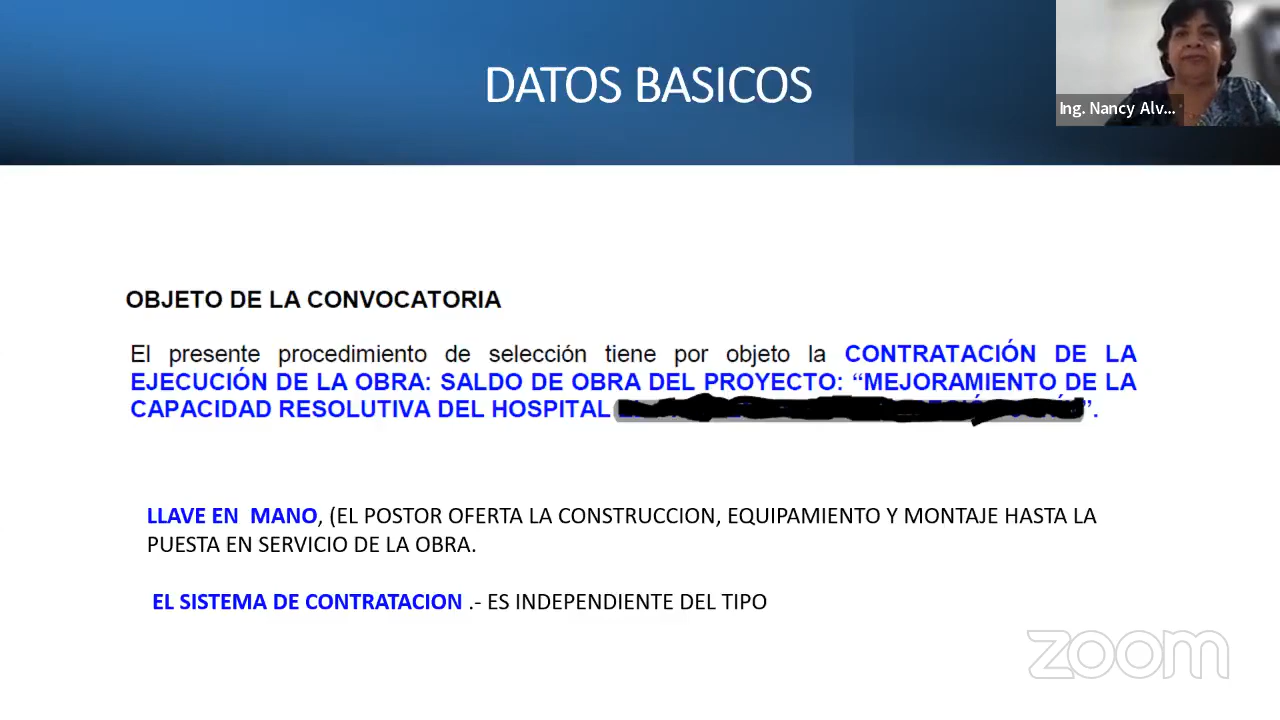 DATOS BASICOS
Ing. Nancy Alv...
OBJETO DE LA CONVOCATORIA
El presente procedimiento de selección tiene por objeto la CONTRATACIÓN DE LA
EJECUCIÓN DE LA OBRA: SALDO DE OBRA DEL PROYECTO: “MEJORAMIENTO DE LA
CAPACIDAD RESOLUTIVA DEL HOSPITAL ”.
LLAVE EN MANO, (EL POSTOR OFERTA LA CONSTRUCCION, EQUIPAMIENTO Y MONTAJE HASTA LA
PUESTA EN SERVICIO DE LA OBRA.
EL SISTEMA DE CONTRATACION .- ES INDEPENDIENTE DEL TIPO
zoom